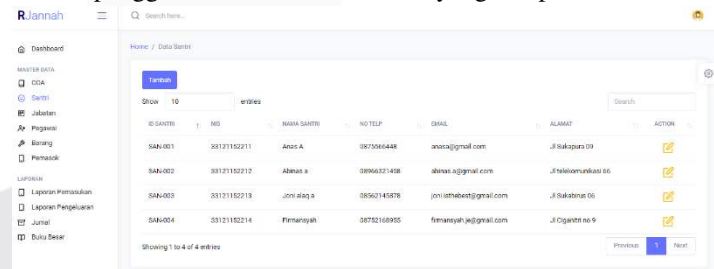 RJannah
Search here...
Dashboard
Home / Data Santri
MASTER DATA
COA
Santri
Jabatan
Pegawai
Barang
Pemasok
LAPORAN
Laporan Pemasukan
Laporan Pengeluaran
Jurnal
Buku Besar
Tambah
Show 10 entries
Search
ID SANTRI NIS NAMA SANTRI NO TELP EMAIL ALAMAT ACTION
SAN-001 33121152211 Anas A 0875566448 anasa@gmail.com Jl Sukapura 09
SAN-002 33121152212 Abinas a 08966321458 abinas.a@gmail.com Jl telekomunikasi 66
SAN-003 33121152213 Joni alaq a 08562145878 joni.isthebest@gmail.com Jl Sukabirus 06
SAN-004 33121152214 Firmansyah 08752168955 firmansyah.je@gmail.com Jl Ciganitri no 9
Showing 1 to 4 of 4 entries
Previous 1 Next